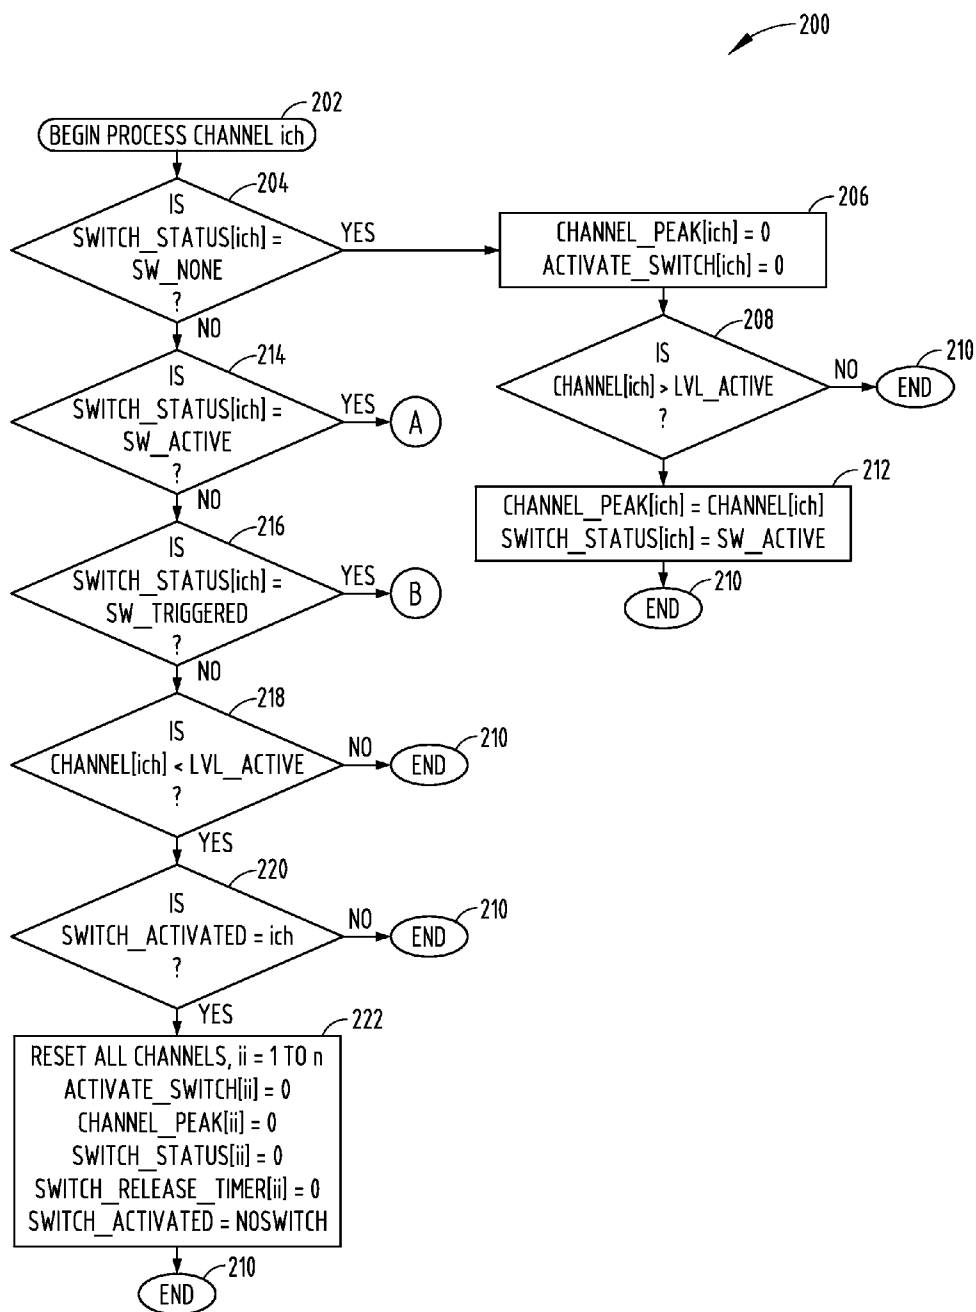 200
202
BEGIN PROCESS CHANNEL ich
204
IS
SWITCH_STATUS[ich] =
SW_NONE
?
YES
NO
206
CHANNEL_PEAK[ich] = 0
ACTIVATE_SWITCH[ich] = 0
208
IS
CHANNEL[ich] > LVL_ACTIVE
?
NO
210
END
212
CHANNEL_PEAK[ich] = CHANNEL[ich]
SWITCH_STATUS[ich] = SW_ACTIVE
210
END
214
IS
SWITCH_STATUS[ich] =
SW_ACTIVE
?
YES
A
NO
216
IS
SWITCH_STATUS[ich] =
SW_TRIGGERED
?
YES
B
NO
218
IS
CHANNEL[ich] < LVL_ACTIVE
?
NO
210
END
YES
220
IS
SWITCH_ACTIVATED = ich
?
NO
210
END
YES
222
RESET ALL CHANNELS, ii = 1 TO n
ACTIVATE_SWITCH[ii] = 0
CHANNEL_PEAK[ii] = 0
SWITCH_STATUS[ii] = 0
SWITCH_RELEASE_TIMER[ii] = 0
SWITCH_ACTIVATED = NOSWITCH
210
END